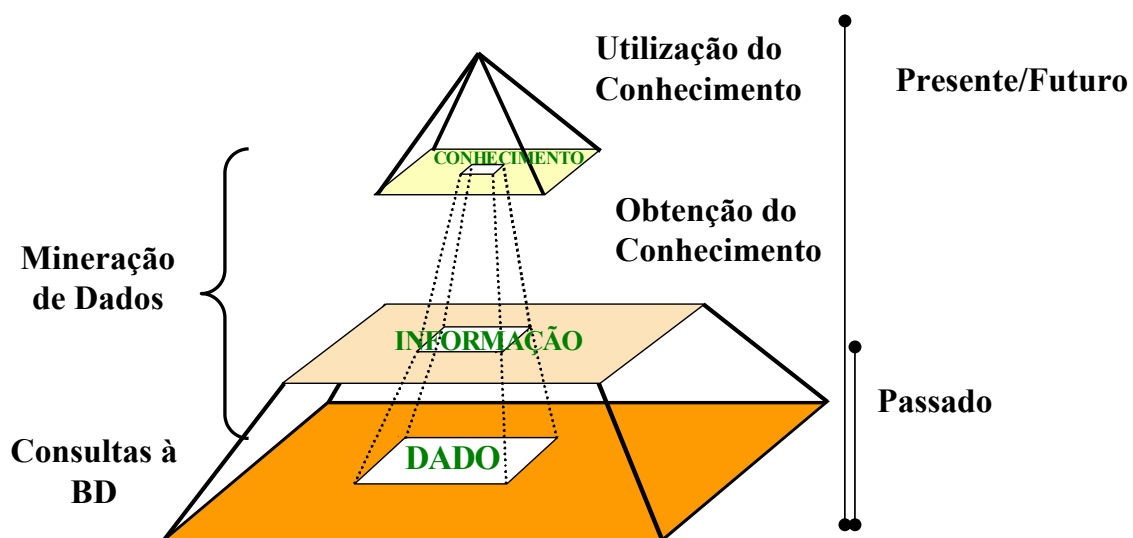 Utilização do
Conhecimento
Presente/Futuro
CONHECIMENTO
Obtenção do
Conhecimento
Mineração
de Dados
INFORMAÇÃO
Passado
Consultas à
BD
DADO